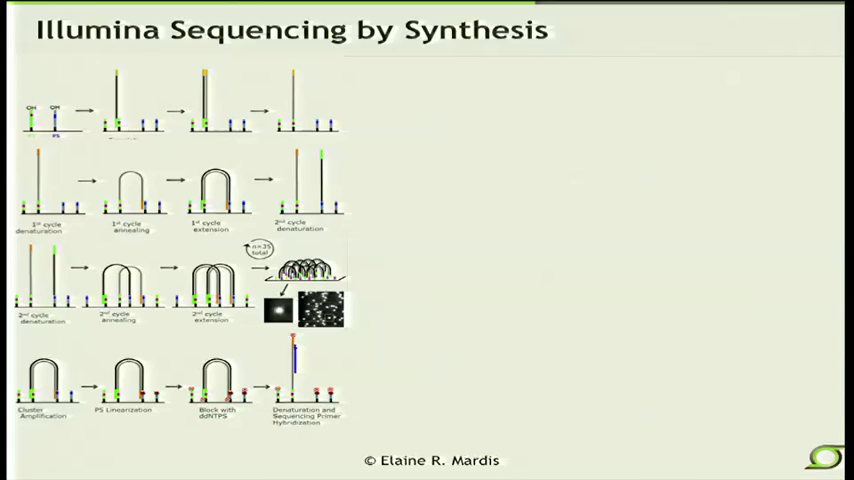 Illumina Sequencing by Synthesis
OH OH
P5
1st cycle denaturation
1st cycle annealing
1st cycle extension
2nd cycle denaturation
n=35 total
2nd cycle denaturation
2nd cycle annealing
2nd cycle extension
Cluster Amplification
P5 Linearization
Block with ddNTPS
Denaturation and Sequencing Primer Hybridization
© Elaine R. Mardis